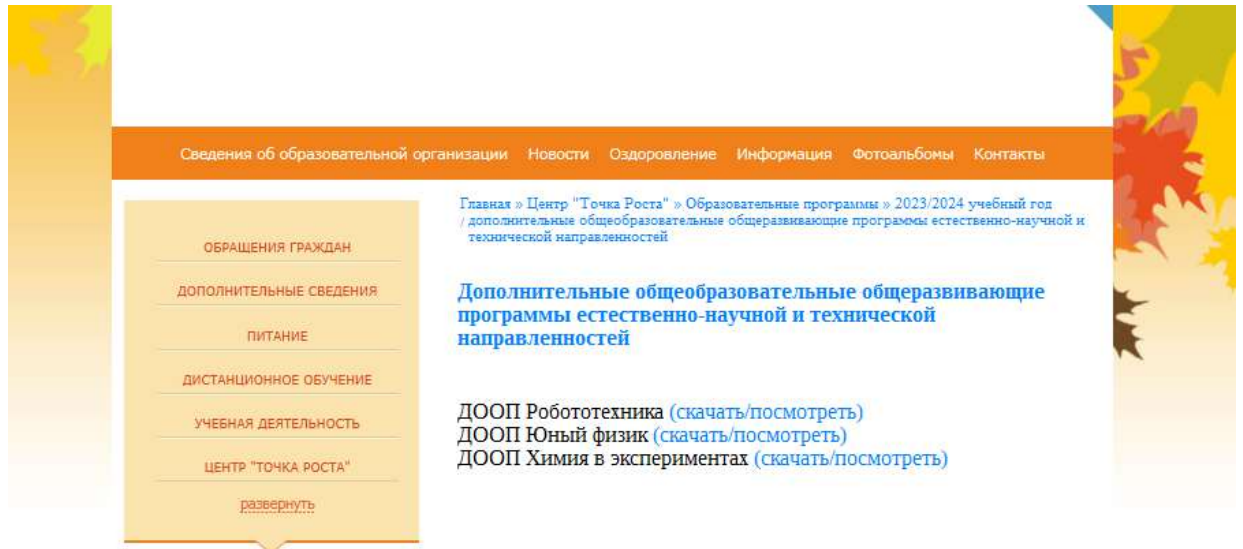 Сведения об образовательной организации Новости Оздоровление Информация Фотоальбомы Контакты
ОБРАЩЕНИЯ ГРАЖДАН
ДОПОЛНИТЕЛЬНЫЕ СВЕДЕНИЯ
ПИТАНИЕ
ДИСТАНЦИОННОЕ ОБУЧЕНИЕ
УЧЕБНАЯ ДЕЯТЕЛЬНОСТЬ
ЦЕНТР "ТОЧКА РОСТА"
развернуть
Главная » Центр "Точка Роста" » Образовательные программы » 2023/2024 учебный год
/ дополнительные общеобразовательные общеразвивающие программы естественно-научной и
технической направленностей
Дополнительные общеобразовательные общеразвивающие
программы естественно-научной и технической
направленностей
ДООП Робототехника (скачать/посмотреть)
ДООП Юный физик (скачать/посмотреть)
ДООП Химия в экспериментах (скачать/посмотреть)